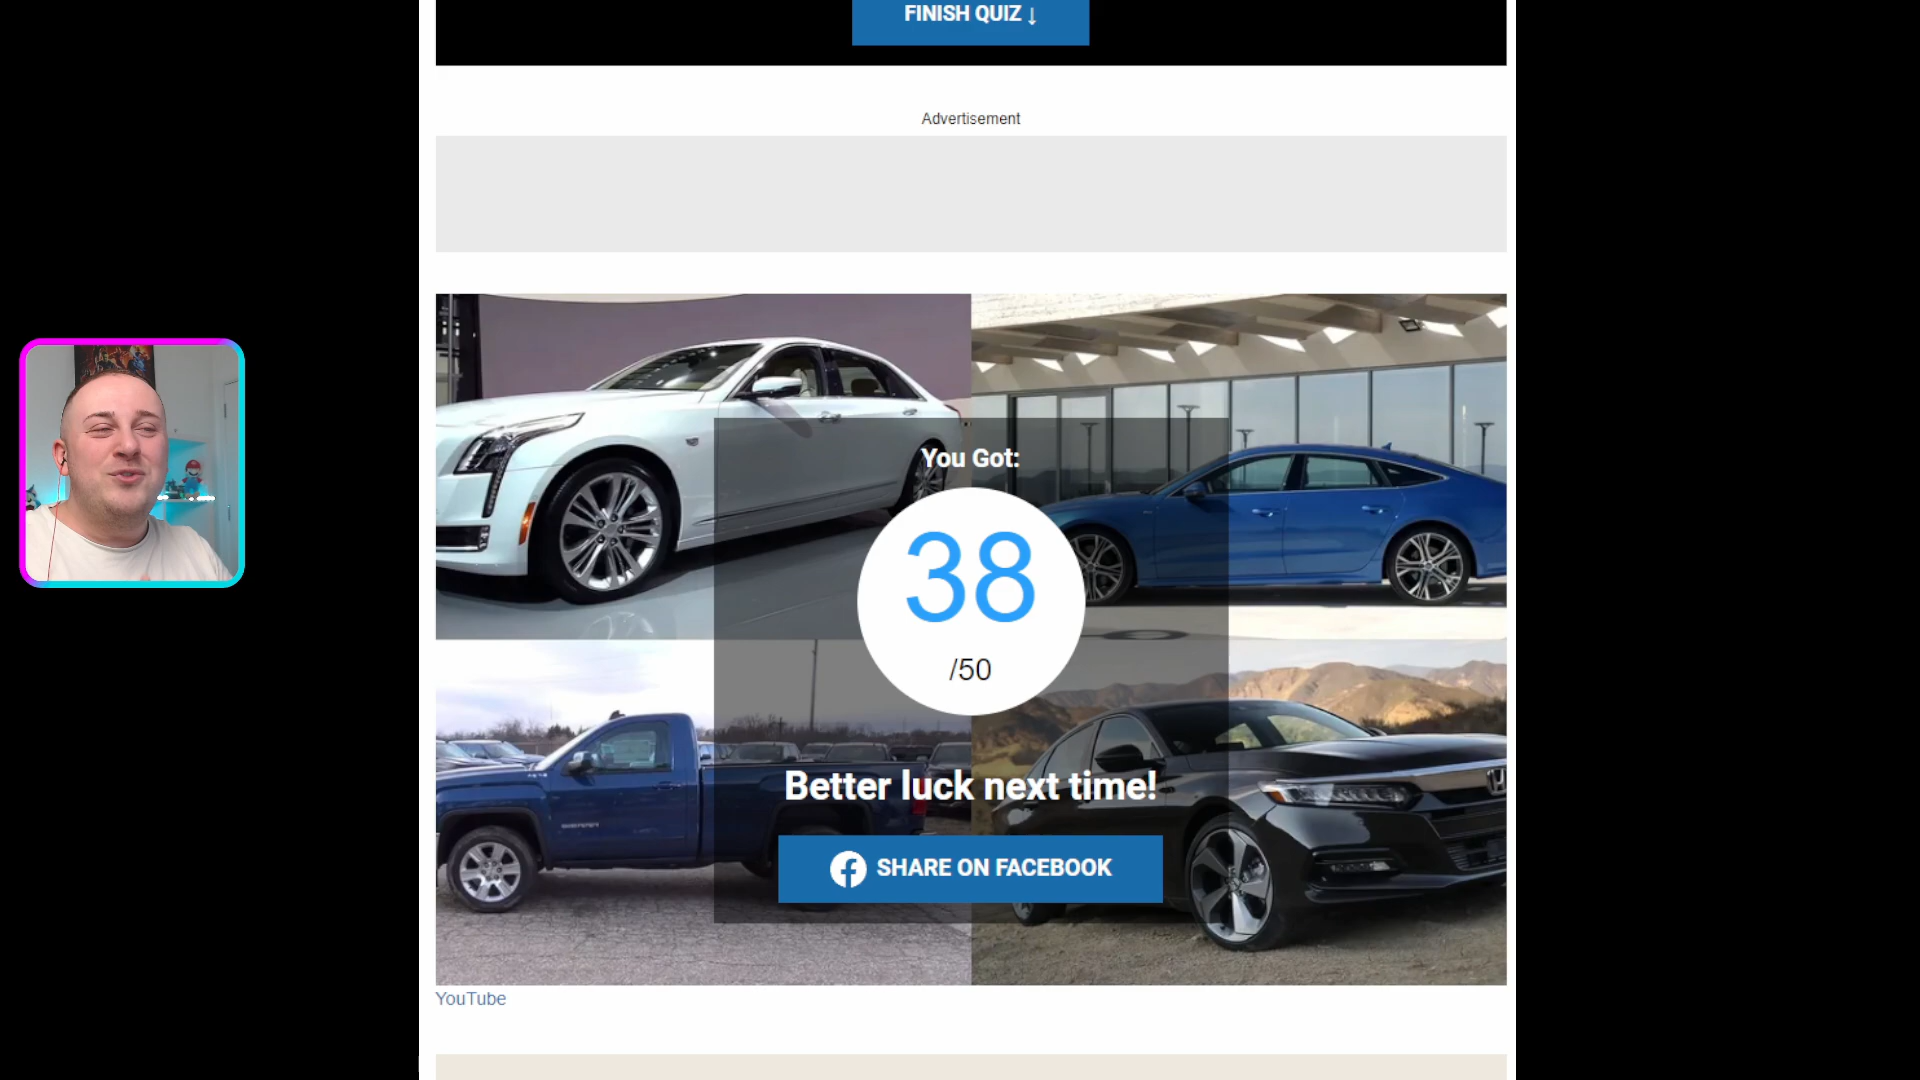 FINISH QUIZ ↓
Advertisement
You Got:
38
/50
Better luck next time!
SHARE ON FACEBOOK
YouTube